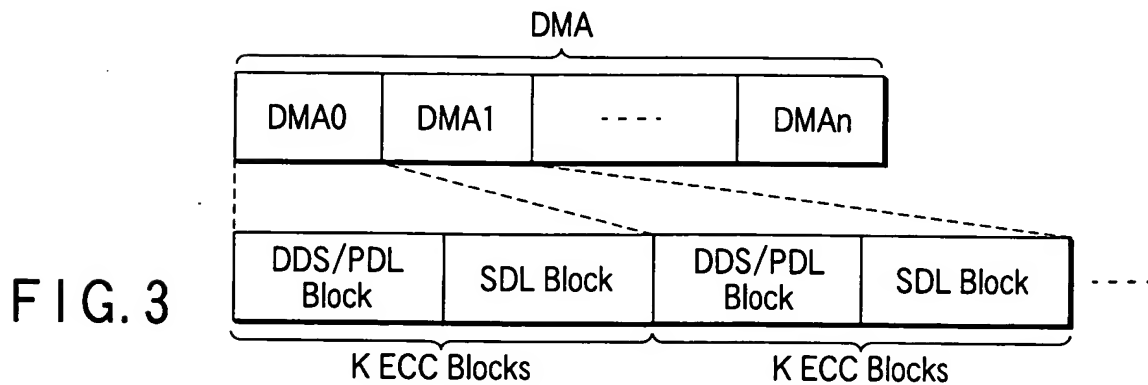 DMA
DMA0 DMA1 ---- DMAn
DDS/PDL Block SDL Block DDS/PDL Block SDL Block ----
K ECC Blocks K ECC Blocks
FIG. 3